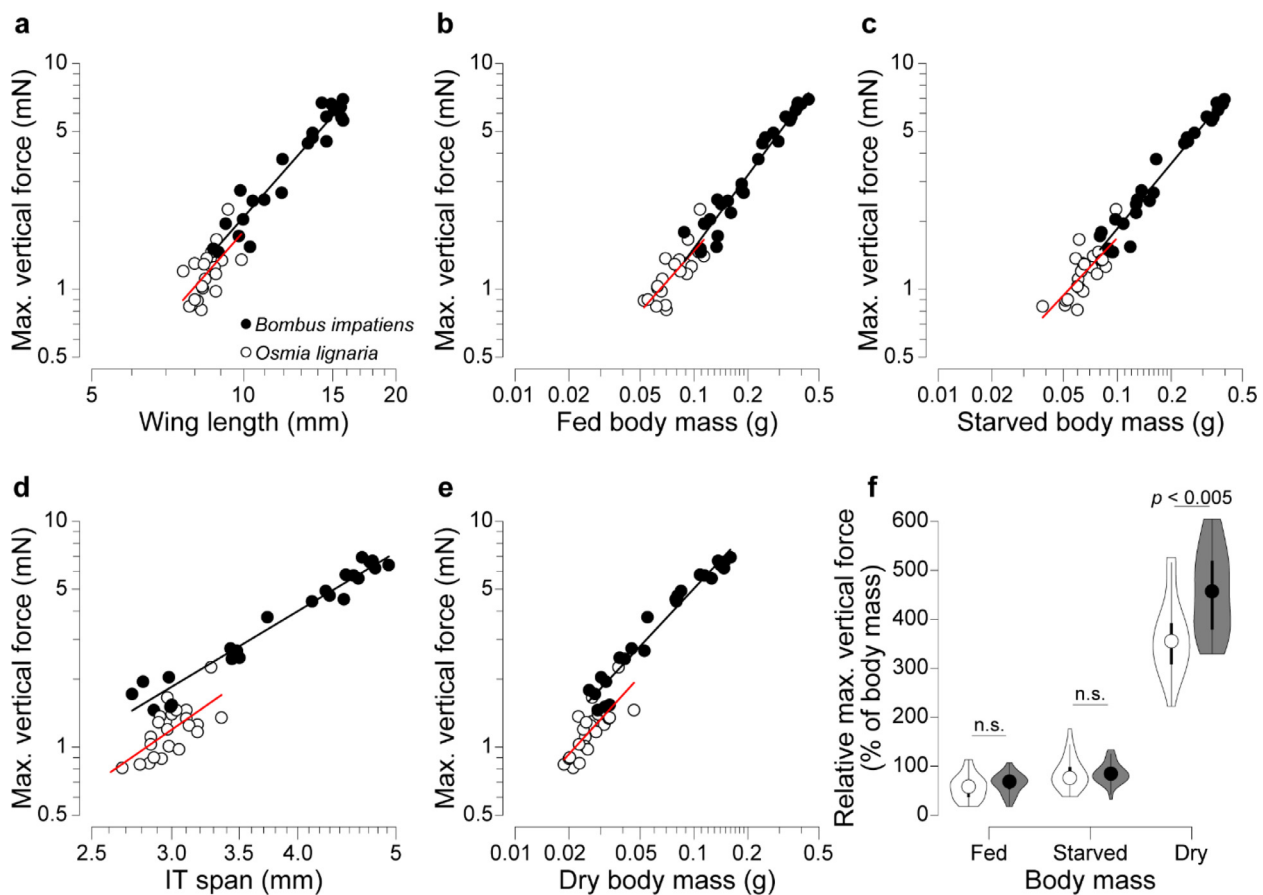 a
Max. vertical force (mN)
10
5
1
0.5
5
10
20
Wing length (mm)
Bombus impatiens
Osmia lignaria
b
Max. vertical force (mN)
10
5
1
0.5
0.01
0.02
0.05
0.1
0.2
0.5
Fed body mass (g)
c
Max. vertical force (mN)
10
5
1
0.5
0.01
0.02
0.05
0.1
0.2
0.5
Starved body mass (g)
d
Max. vertical force (mN)
10
5
1
0.5
2.5
3.0
3.5
4.0
5
IT span (mm)
e
Max. vertical force (mN)
10
5
1
0.5
0.01
0.02
0.05
0.1
0.2
0.5
Dry body mass (g)
f
Relative max. vertical force
(% of body mass)
600
500
400
300
200
100
0
n.s.
n.s.
p < 0.005
Fed
Starved
Dry
Body mass